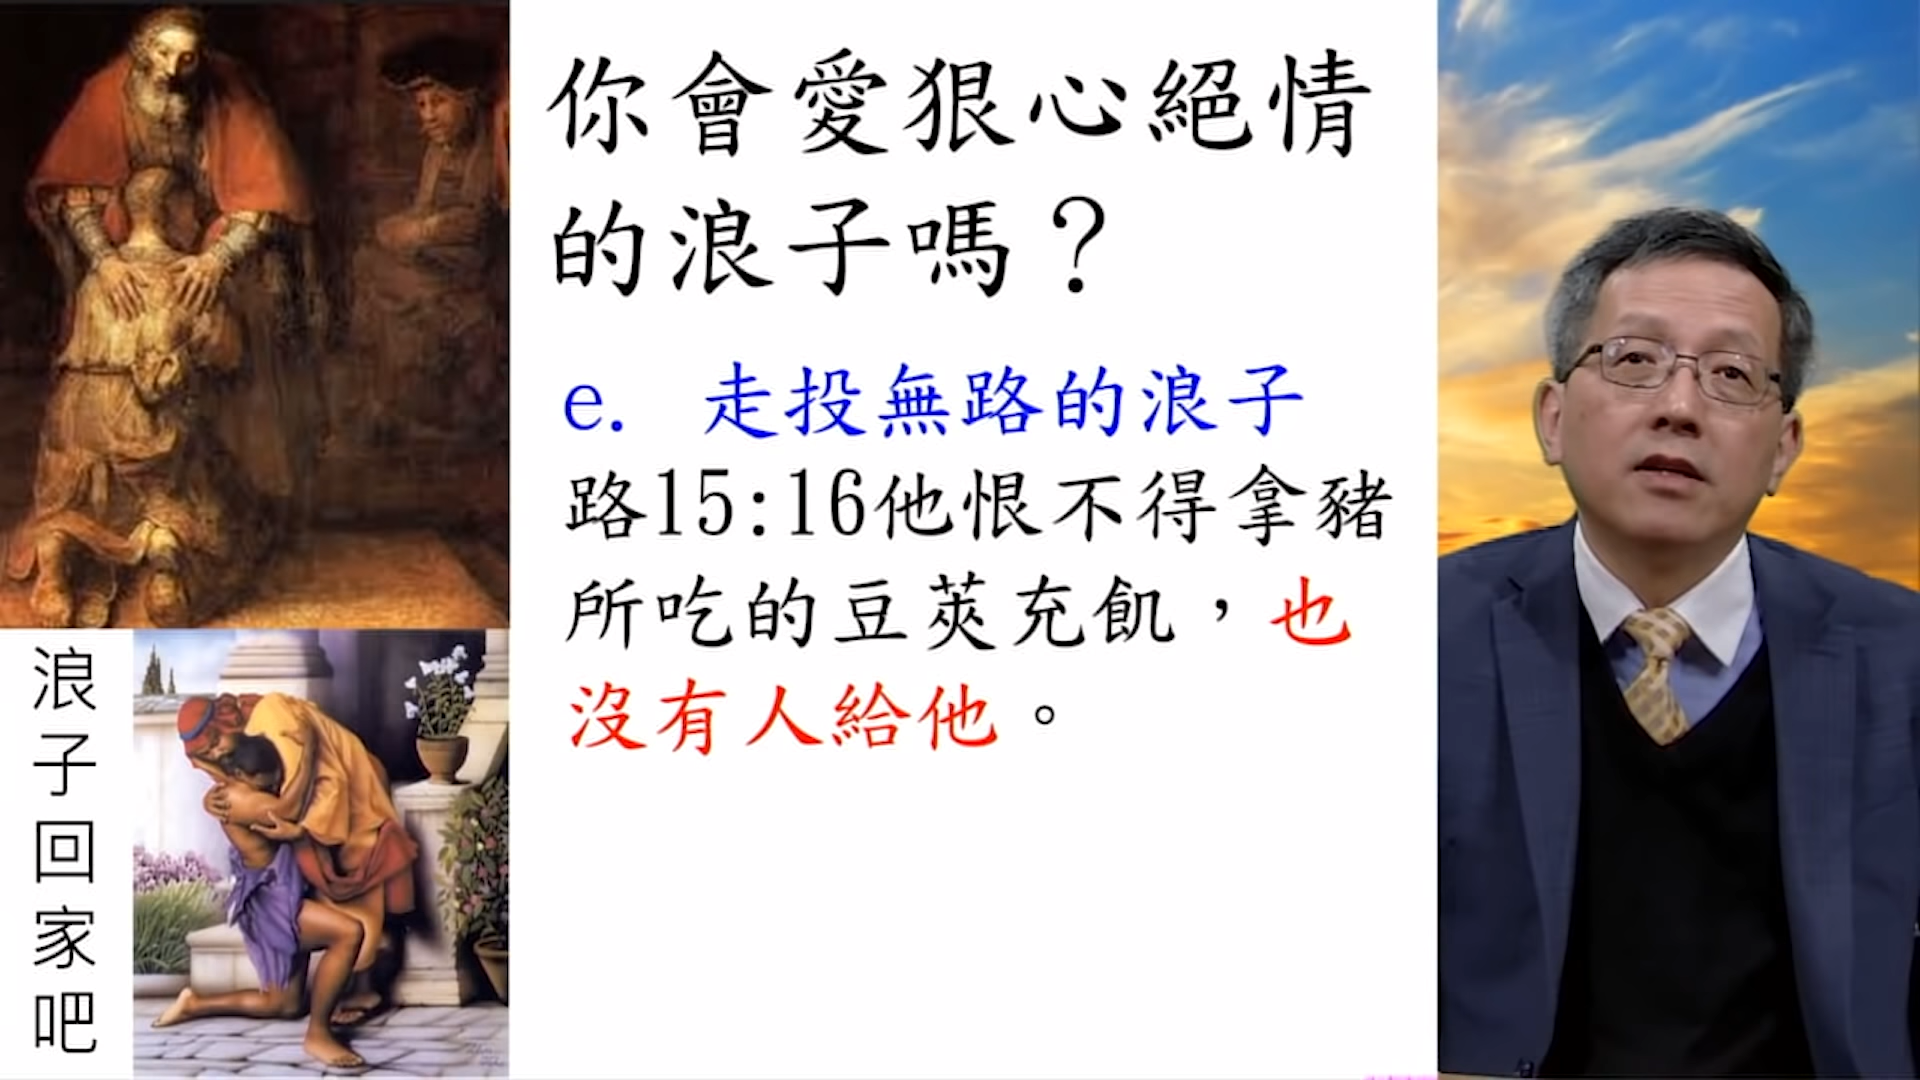 你會愛狠心絕情
的浪子嗎？
e. 走投無路的浪子
路15:16他恨不得拿豬
所吃的豆莢充飢，也
沒有人給他。
浪子回家吧